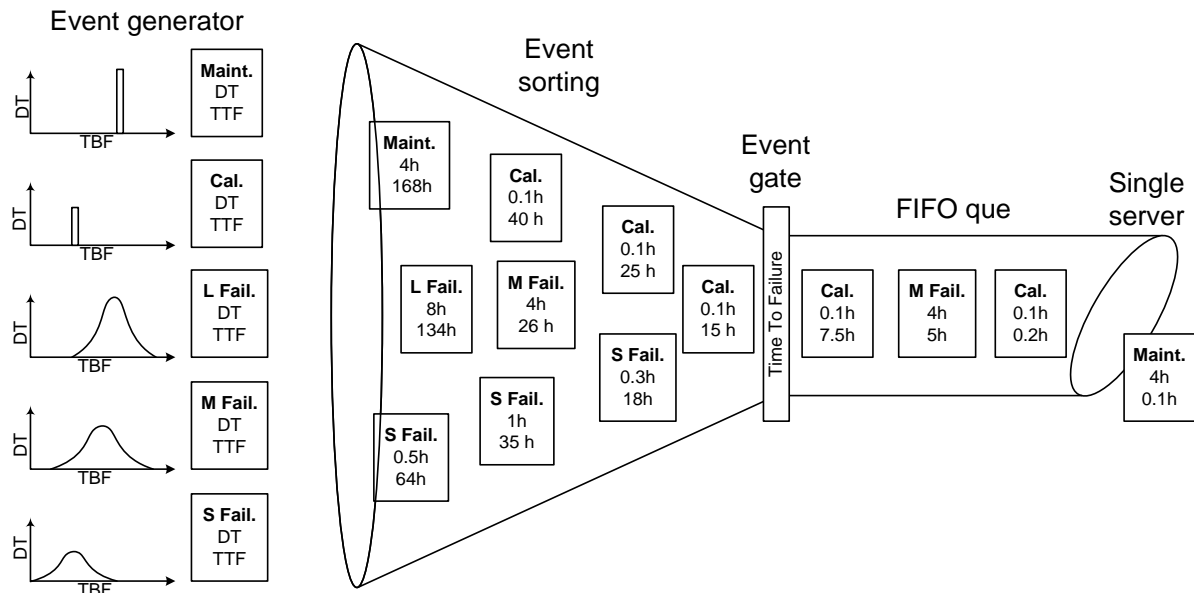 Event generator
DT
TBF
Maint.
DT
TTF
DT
TBF
Cal.
DT
TTF
DT
TBF
L Fail.
DT
TTF
DT
TBF
M Fail.
DT
TTF
DT
TBF
S Fail.
DT
TTF
Event
sorting
Maint.
4h
168h
Cal.
0.1h
40 h
Cal.
0.1h
25 h
L Fail.
8h
134h
M Fail.
4h
26 h
Cal.
0.1h
15 h
S Fail.
0.3h
18h
S Fail.
1h
35 h
S Fail.
0.5h
64h
Event
gate
Time To Failure
FIFO que
Cal.
0.1h
7.5h
M Fail.
4h
5h
Cal.
0.1h
0.2h
Single
server
Maint.
4h
0.1h